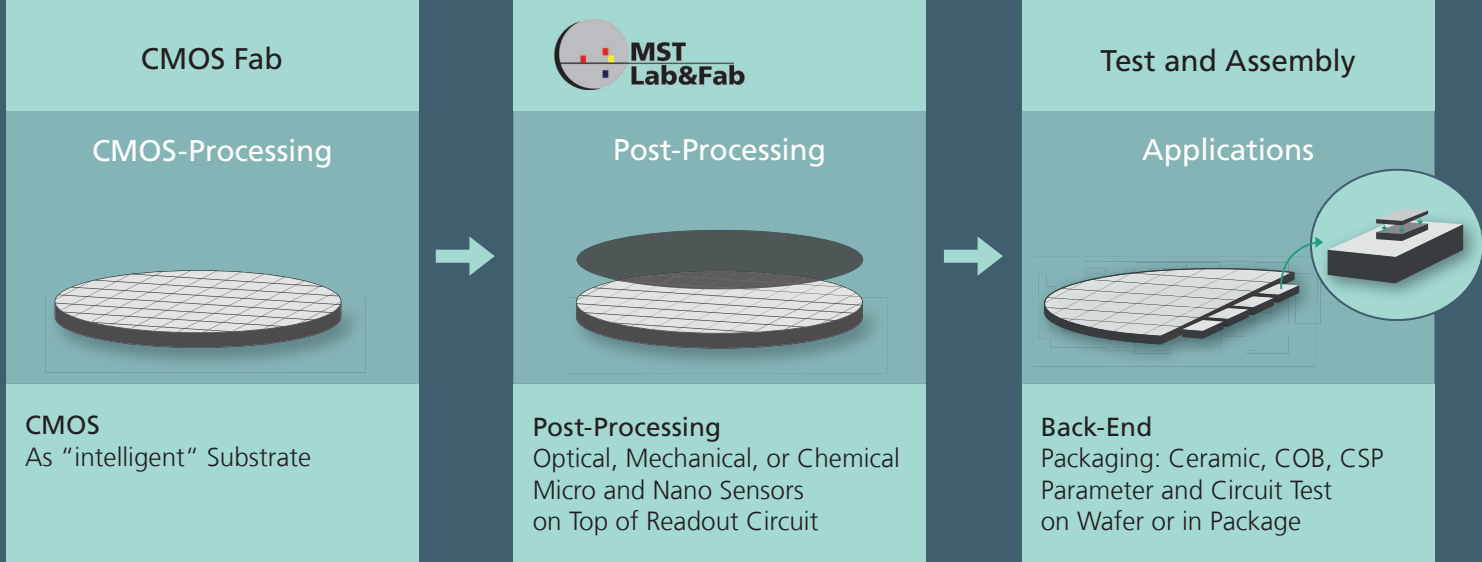 CMOS Fab
CMOS-Processing
CMOS
As “intelligent“ Substrate
MST
Lab&Fab
Post-Processing
Post-Processing
Optical, Mechanical, or Chemical
Micro and Nano Sensors
on Top of Readout Circuit
Test and Assembly
Applications
Back-End
Packaging: Ceramic, COB, CSP
Parameter and Circuit Test
on Wafer or in Package